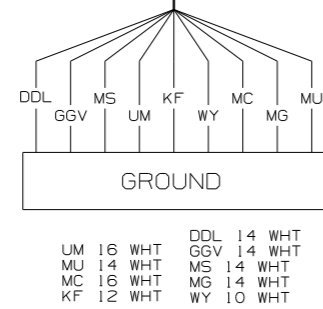 DDL MS KF MC MU
GGV UM WY MG
GROUND
UM 16 WHT
MU 14 WHT
MC 16 WHT
KF 12 WHT
DDL 14 WHT
GGV 14 WHT
MS 14 WHT
MG 14 WHT
WY 10 WHT